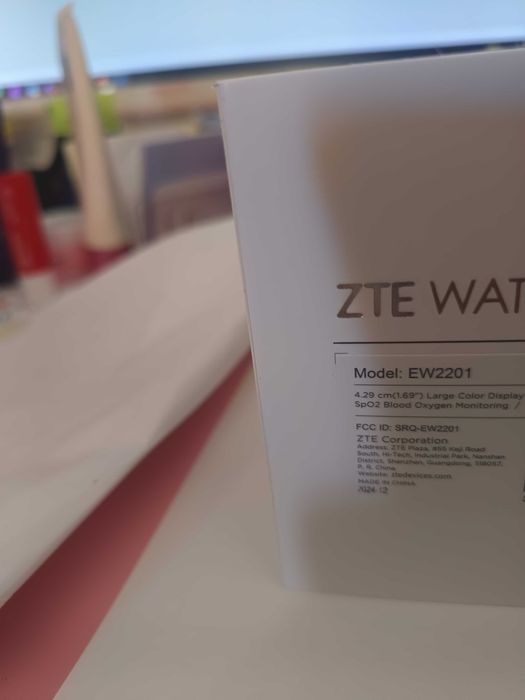 ZTE WAT
Model: EW2201
4.29 cm(1.69") Large Color Display
SpO2 Blood Oxygen Monitoring /
FCC ID: SRQ-EW2201
ZTE Corporation
Address: ZTE Plaza, #55 Keji Road
South, Hi-Tech, Industrial Park, Nanshan
District, Shenzhen, Guangdong, 518057,
P. R. China
Website: ztedevices.com
MADE IN CHINA
2024.12